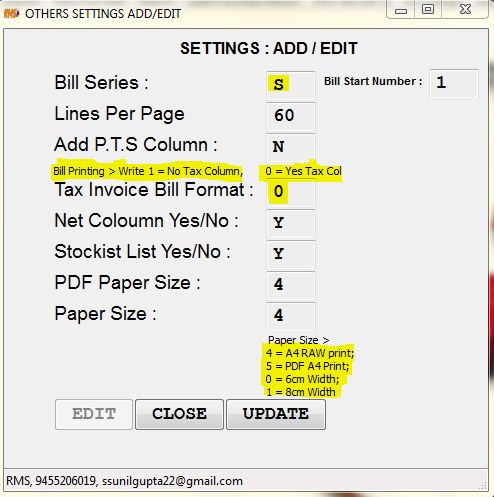 RMS OTHERS SETTINGS ADD/EDIT
SETTINGS : ADD / EDIT
Bill Series : S Bill Start Number : 1
Lines Per Page 60
Add P.T.S Column : N
Bill Printing > Write 1 = No Tax Column, 0 = Yes Tax Col
Tax Invoice Bill Format : 0
Net Coloumn Yes/No : Y
Stockist List Yes/No : Y
PDF Paper Size : 4
Paper Size : 4
Paper Size >
4 = A4 RAW print;
5 = PDF A4 Print;
0 = 6cm Width;
1 = 8cm Width
EDIT CLOSE UPDATE
RMS, 9455206019, ssunilgupta22@gmail.com